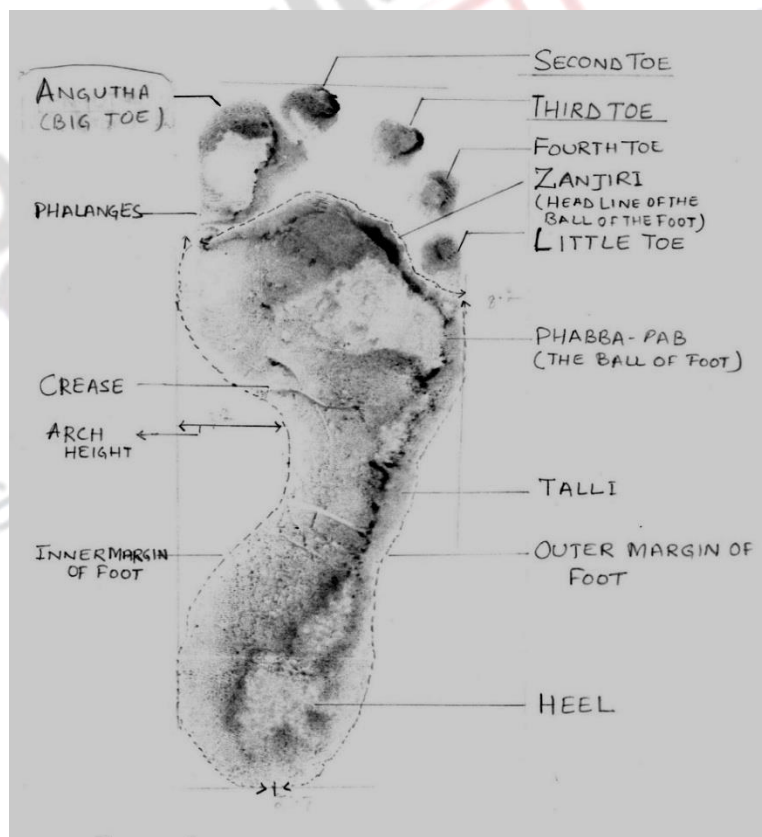 SECOND TOE
ANGUTHA
(BIG TOE)
THIRD TOE
FOURTH TOE
ZANJIRI
(HEAD LINE OF THE
BALL OF THE FOOT)
PHALANGES
LITTLE TOE
PHABBA-PAB
(THE BALL OF FOOT)
CREASE
ARCH
HEIGHT
TALLI
INNER MARGIN
OF FOOT
OUTER MARGIN OF
FOOT
HEEL